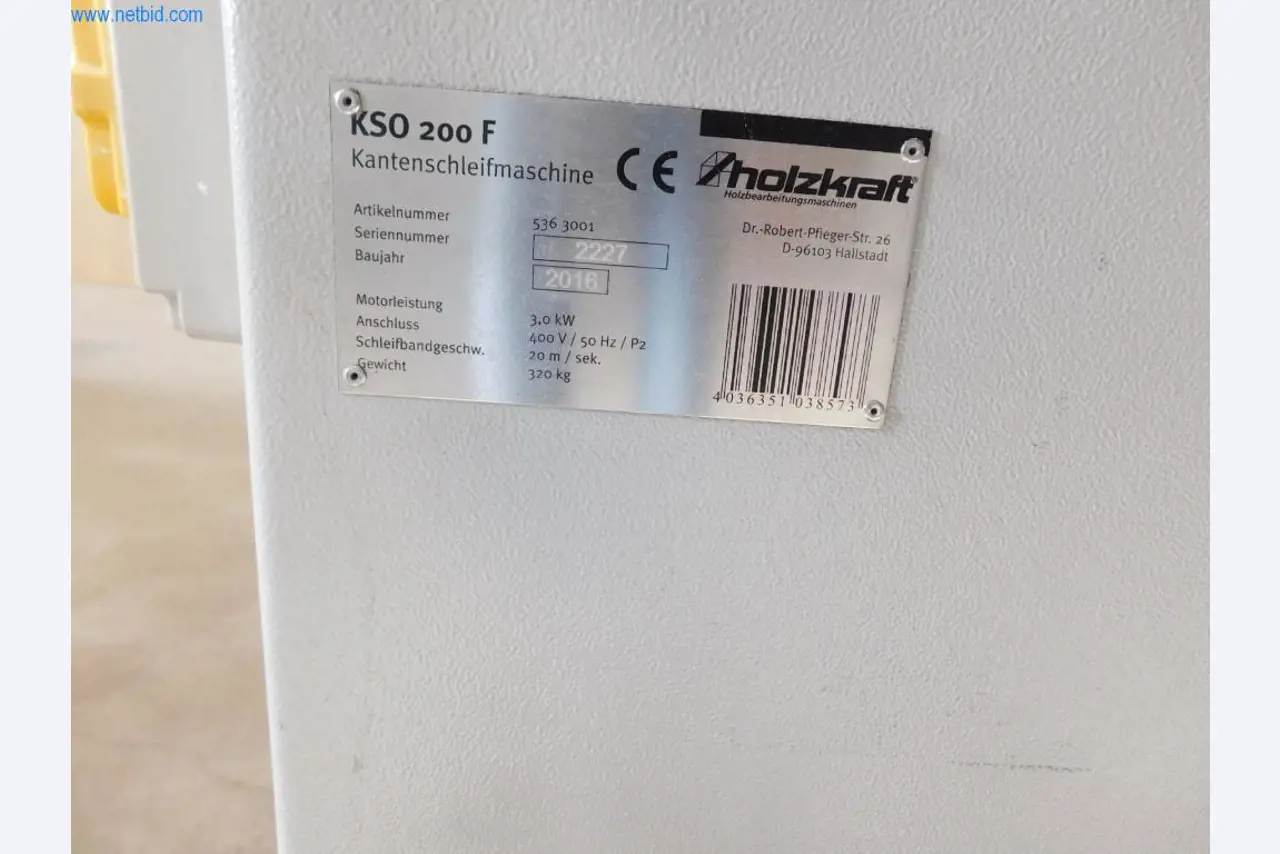 www.netbid.com
KSO 200 F
Kantenschleifmaschine
CE
holzkraft®
Holzbearbeitungsmaschinen
Dr.-Robert-Pfleger-Str. 26
D-96103 Hallstadt
Artikelnummer 536 3001
Seriennummer 2227
Baujahr 2016
Motorleistung 3,0 kW
Anschluss 400 V / 50 Hz / P2
Schleifbandgeschw. 20 m / sek.
Gewicht 320 kg
4 036351 038573